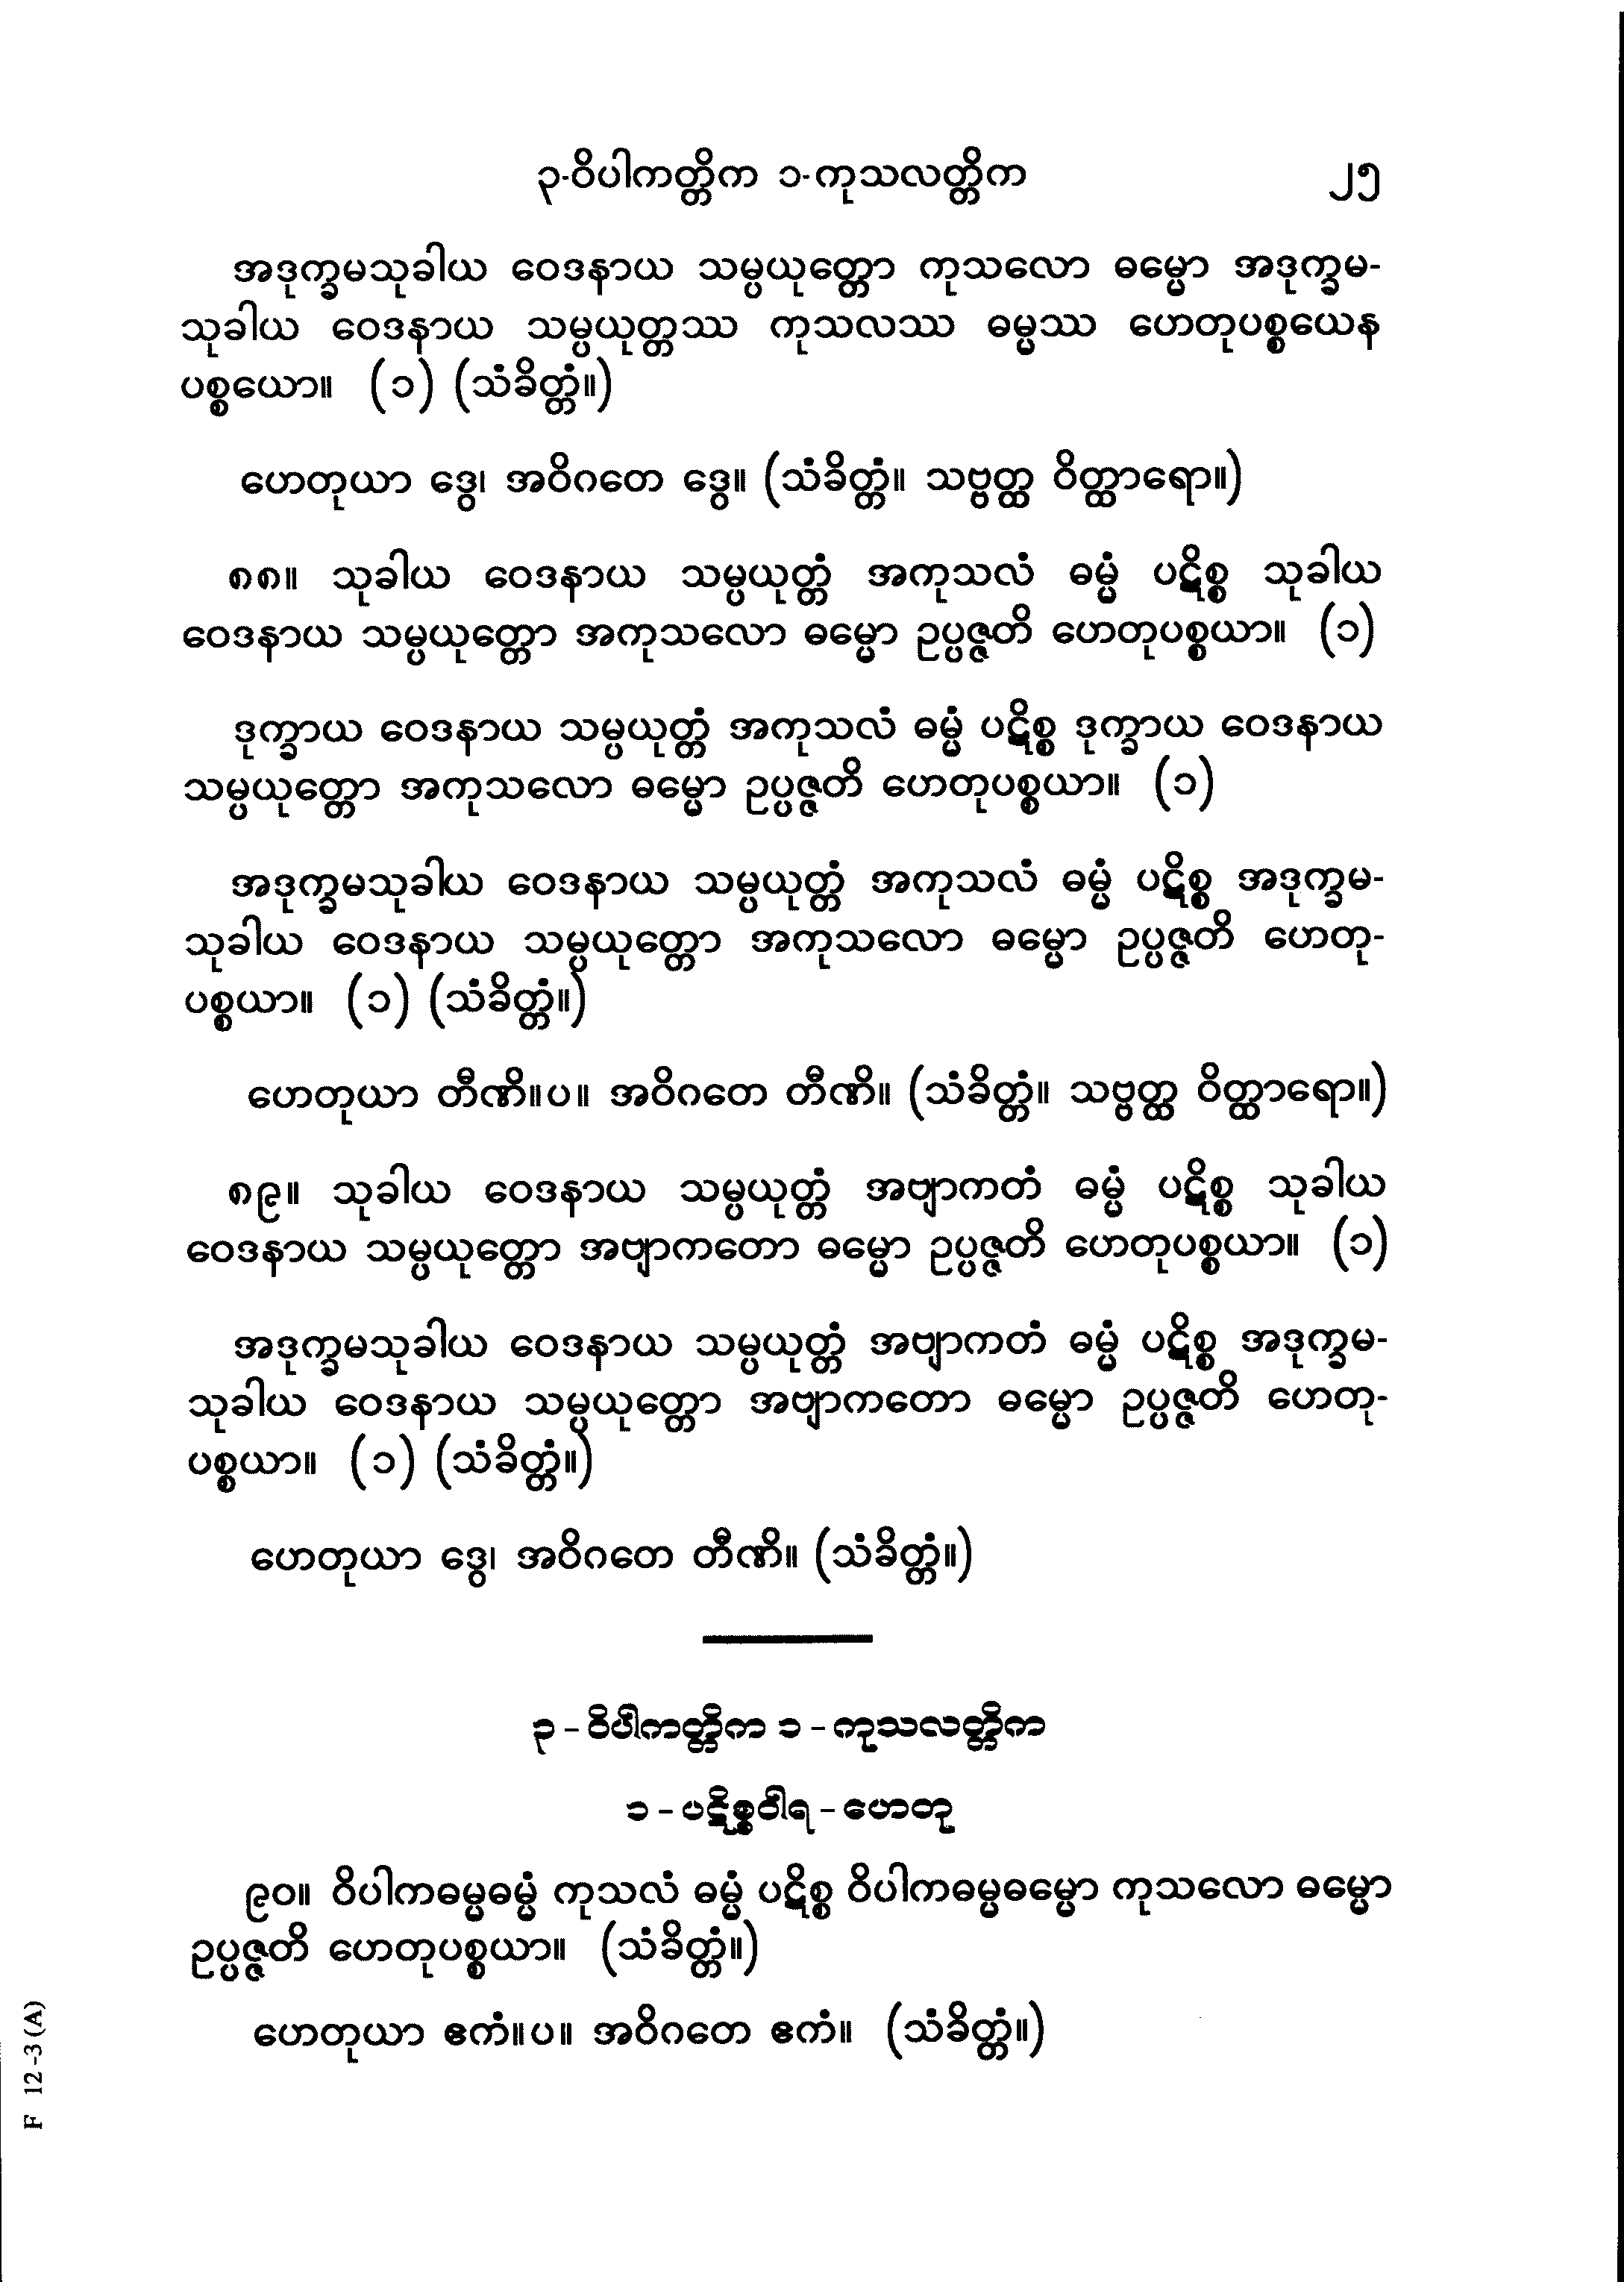 ၃-ဝိပါကတ္တိက ၁-ကုသလတ္တိက ၂၅
အဒုက္ခမသုခါယ ဝေဒနာယ သမ္ပယုတ္တော ကုသလော ဓမ္မော အဒုက္ခမ-
သုခါယ ဝေဒနာယ သမ္ပယုတ္တဿ ကုသလဿ ဓမ္မဿ ဟေတုပစ္စယေန
ပစ္စယော။ (၁) (သံခိတ္တံ။)
ဟေတုယာ ဒွေ၊ အဝိဂတေ ဒွေ။ (သံခိတ္တံ။ သဗ္ဗတ္ထ ဝိတ္ထာရော။)
၈၈။ သုခါယ ဝေဒနာယ သမ္ပယုတ္တံ အကုသလံ ဓမ္မံ ပဋိစ္စ သုခါယ
ဝေဒနာယ သမ္ပယုတ္တော အကုသလော ဓမ္မော ဥပ္ပဇ္ဇတိ ဟေတုပစ္စယာ။ (၁)
ဒုက္ခာယ ဝေဒနာယ သမ္ပယုတ္တံ အကုသလံ ဓမ္မံ ပဋိစ္စ ဒုက္ခာယ ဝေဒနာယ
သမ္ပယုတ္တော အကုသလော ဓမ္မော ဥပ္ပဇ္ဇတိ ဟေတုပစ္စယာ။ (၁)
အဒုက္ခမသုခါယ ဝေဒနာယ သမ္ပယုတ္တံ အကုသလံ ဓမ္မံ ပဋိစ္စ အဒုက္ခမ-
သုခါယ ဝေဒနာယ သမ္ပယုတ္တော အကုသလော ဓမ္မော ဥပ္ပဇ္ဇတိ ဟေတု-
ပစ္စယာ။ (၁) (သံခိတ္တံ။)
ဟေတုယာ တီဏိ။ပ။ အဝိဂတေ တီဏိ။ (သံခိတ္တံ။ သဗ္ဗတ္ထ ဝိတ္ထာရော။)
၈၉။ သုခါယ ဝေဒနာယ သမ္ပယုတ္တံ အဗျာကတံ ဓမ္မံ ပဋိစ္စ သုခါယ
ဝေဒနာယ သမ္ပယုတ္တော အဗျာကတော ဓမ္မော ဥပ္ပဇ္ဇတိ ဟေတုပစ္စယာ။ (၁)
အဒုက္ခမသုခါယ ဝေဒနာယ သမ္ပယုတ္တံ အဗျာကတံ ဓမ္မံ ပဋိစ္စ အဒုက္ခမ-
သုခါယ ဝေဒနာယ သမ္ပယုတ္တော အဗျာကတော ဓမ္မော ဥပ္ပဇ္ဇတိ ဟေတု-
ပစ္စယာ။ (၁) (သံခိတ္တံ။)
ဟေတုယာ ဒွေ၊ အဝိဂတေ တီဏိ။ (သံခိတ္တံ။)
၃ - ဝိပါကတ္တိက ၁ - ကုသလတ္တိက
၁ - ပဋိစ္စဝါရ - ဟေတု
၉၀။ ဝိပါကဓမ္မဓမ္မံ ကုသလံ ဓမ္မံ ပဋိစ္စ ဝိပါကဓမ္မဓမ္မော ကုသလော ဓမ္မော
ဥပ္ပဇ္ဇတိ ဟေတုပစ္စယာ။ (သံခိတ္တံ။)
ဟေတုယာ ဧကံ။ပ။ အဝိဂတေ ဧကံ။ (သံခိတ္တံ။)
F 12-3 (A)